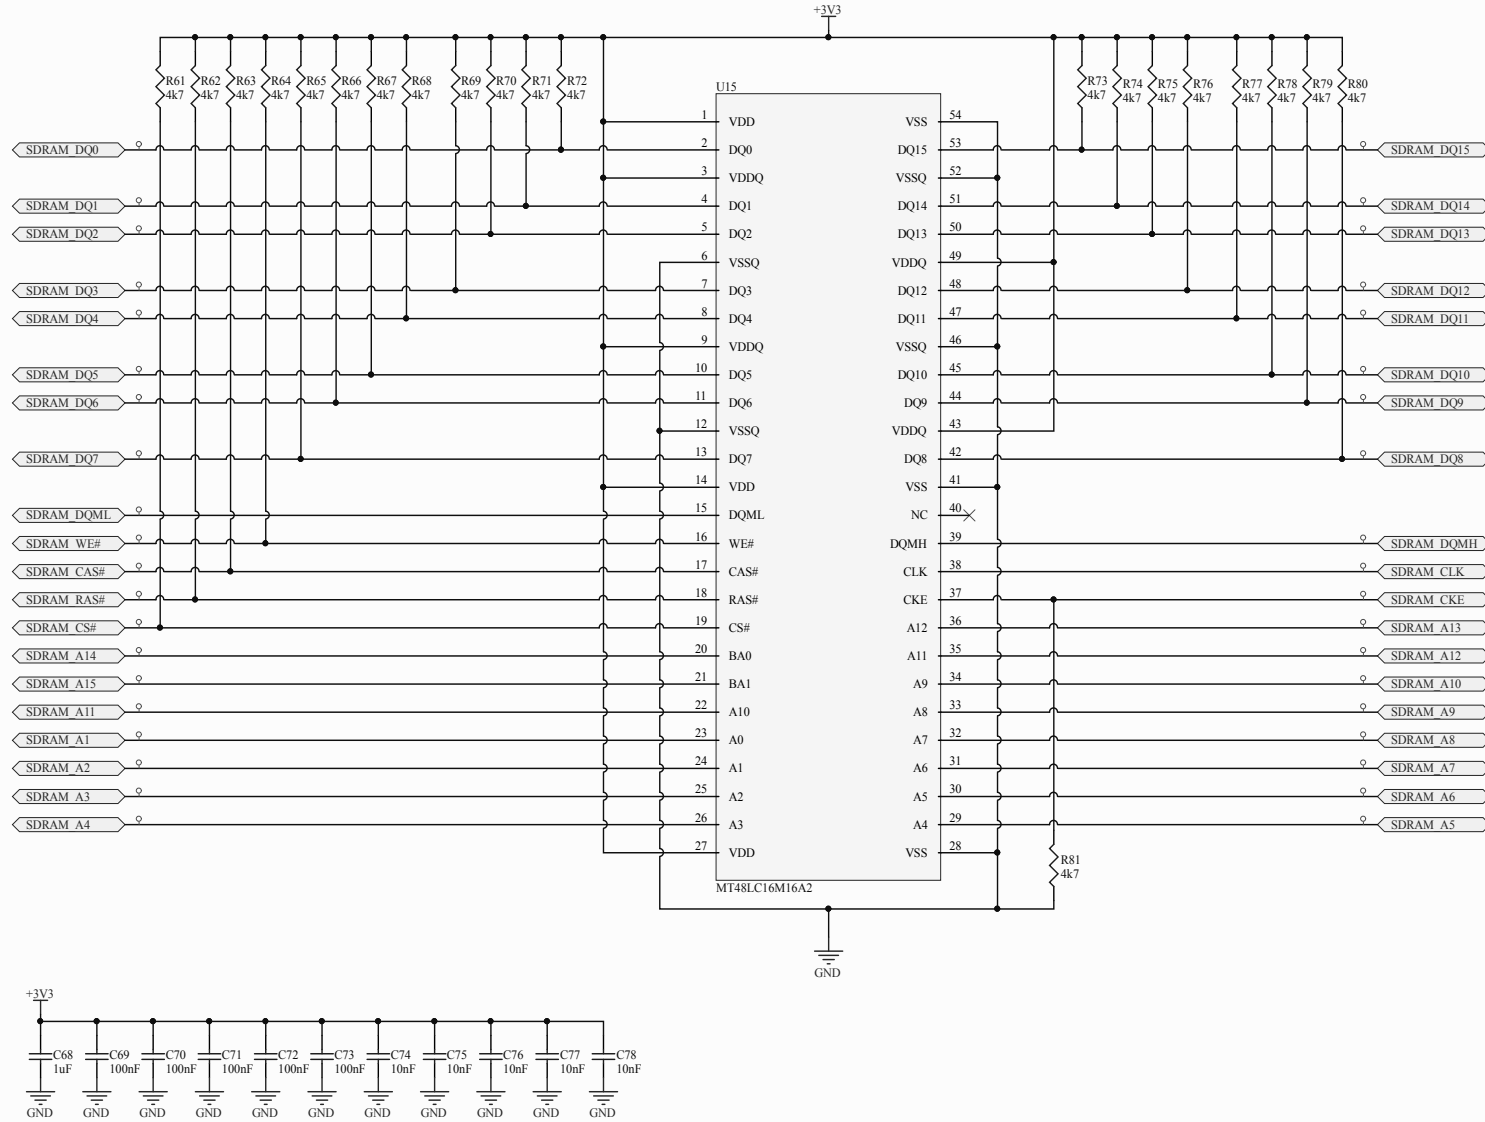 +3V3
R61 R62 R63 R64 R65 R66 R67 R68 R69 R70 R71 R72 R73 R74 R75 R76 R77 R78 R79 R80
4k7 4k7 4k7 4k7 4k7 4k7 4k7 4k7 4k7 4k7 4k7 4k7 4k7 4k7 4k7 4k7 4k7 4k7 4k7 4k7
U15
1 VDD VSS 54
SDRAM_DQ0 2 DQ0 DQ15 53 SDRAM_DQ15
3 VDDQ VSSQ 52
SDRAM_DQ1 4 DQ1 DQ14 51 SDRAM_DQ14
SDRAM_DQ2 5 DQ2 DQ13 50 SDRAM_DQ13
6 VSSQ VDDQ 49
SDRAM_DQ3 7 DQ3 DQ12 48 SDRAM_DQ12
SDRAM_DQ4 8 DQ4 DQ11 47 SDRAM_DQ11
9 VDDQ VSSQ 46
SDRAM_DQ5 10 DQ5 DQ10 45 SDRAM_DQ10
SDRAM_DQ6 11 DQ6 DQ9 44 SDRAM_DQ9
12 VSSQ VDDQ 43
SDRAM_DQ7 13 DQ7 DQ8 42 SDRAM_DQ8
14 VDD VSS 41
SDRAM_DQML 15 DQML NC 40
SDRAM_WE# 16 WE# DQMH 39 SDRAM_DQMH
SDRAM_CAS# 17 CAS# CLK 38 SDRAM_CLK
SDRAM_RAS# 18 RAS# CKE 37 SDRAM_CKE
SDRAM_CS# 19 CS# A12 36 SDRAM_A13
SDRAM_A14 20 BA0 A11 35 SDRAM_A12
SDRAM_A15 21 BA1 A9 34 SDRAM_A10
SDRAM_A11 22 A10 A8 33 SDRAM_A9
SDRAM_A1 23 A0 A7 32 SDRAM_A8
SDRAM_A2 24 A1 A6 31 SDRAM_A7
SDRAM_A3 25 A2 A5 30 SDRAM_A6
SDRAM_A4 26 A3 A4 29 SDRAM_A5
27 VDD VSS 28
R81
4k7
MT48LC16M16A2
GND
+3V3
C68 C69 C70 C71 C72 C73 C74 C75 C76 C77 C78
1uF 100nF 100nF 100nF 100nF 100nF 10nF 10nF 10nF 10nF 10nF
GND GND GND GND GND GND GND GND GND GND GND